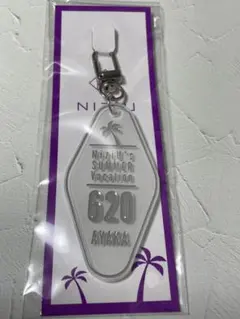 NiziU
NiziU's
SUMMER
Vacation
620
AYAKA